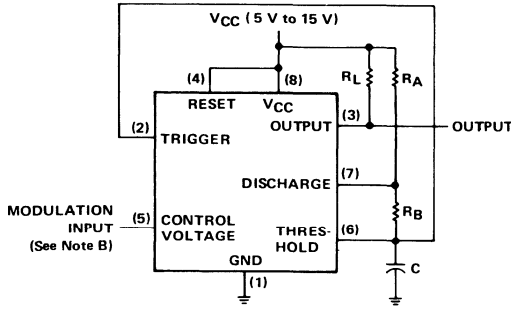 VCC (5 V to 15 V)
(4)
(8)
RL
RA
RESET
VCC
(3)
(2)
OUTPUT
OUTPUT
TRIGGER
(7)
DISCHARGE
MODULATION
INPUT
(See Note B)
(5)
CONTROL
VOLTAGE
RB
(6)
THRES-
HOLD
GND
C
(1)